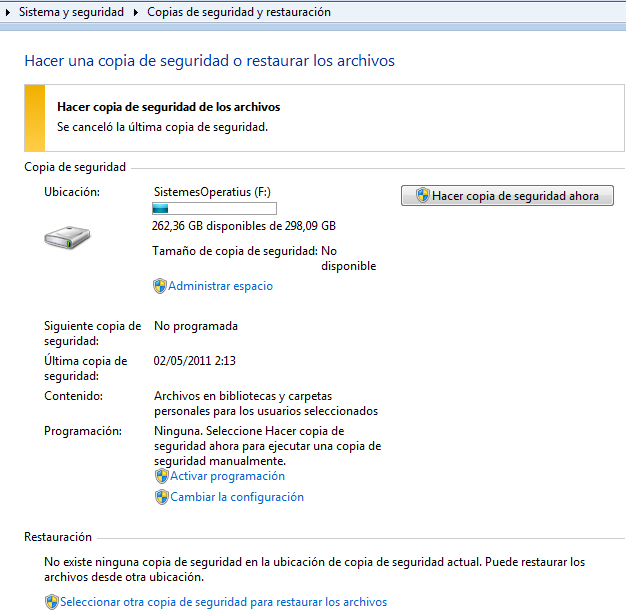 Sistema y seguridad Copias de seguridad y restauración
Hacer una copia de seguridad o restaurar los archivos
Hacer copia de seguridad de los archivos
Se canceló la última copia de seguridad.
Copia de seguridad
Ubicación: SistemesOperatius (F:)
Hacer copia de seguridad ahora
262,36 GB disponibles de 298,09 GB
Tamaño de copia de seguridad: No
disponible
Administrar espacio
Siguiente copia de No programada
seguridad:
Última copia de 02/05/2011 2:13
seguridad:
Contenido: Archivos en bibliotecas y carpetas
personales para los usuarios seleccionados
Programación: Ninguna. Seleccione Hacer copia de
seguridad ahora para ejecutar una copia de
seguridad manualmente.
Activar programación
Cambiar la configuración
Restauración
No existe ninguna copia de seguridad en la ubicación de copia de seguridad actual. Puede restaurar los
archivos desde otra ubicación.
Seleccionar otra copia de seguridad para restaurar los archivos